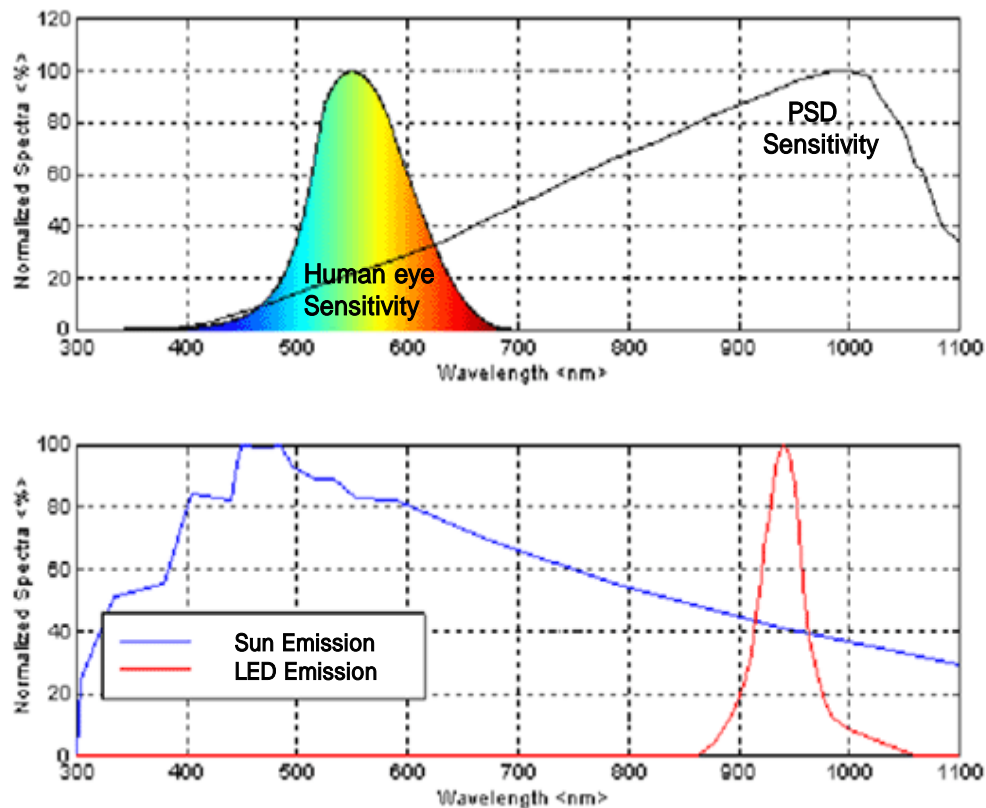 120
100
80
60
40
20
0
Normalized Spectra <%>
PSD
Sensitivity
Human eye
Sensitivity
300 400 500 600 700 800 900 1000 1100
Wavelength <nm>
100
80
60
40
20
0
Normalized Spectra <%>
Sun Emission
LED Emission
300 400 500 600 700 800 900 1000 1100
Wavelength <nm>